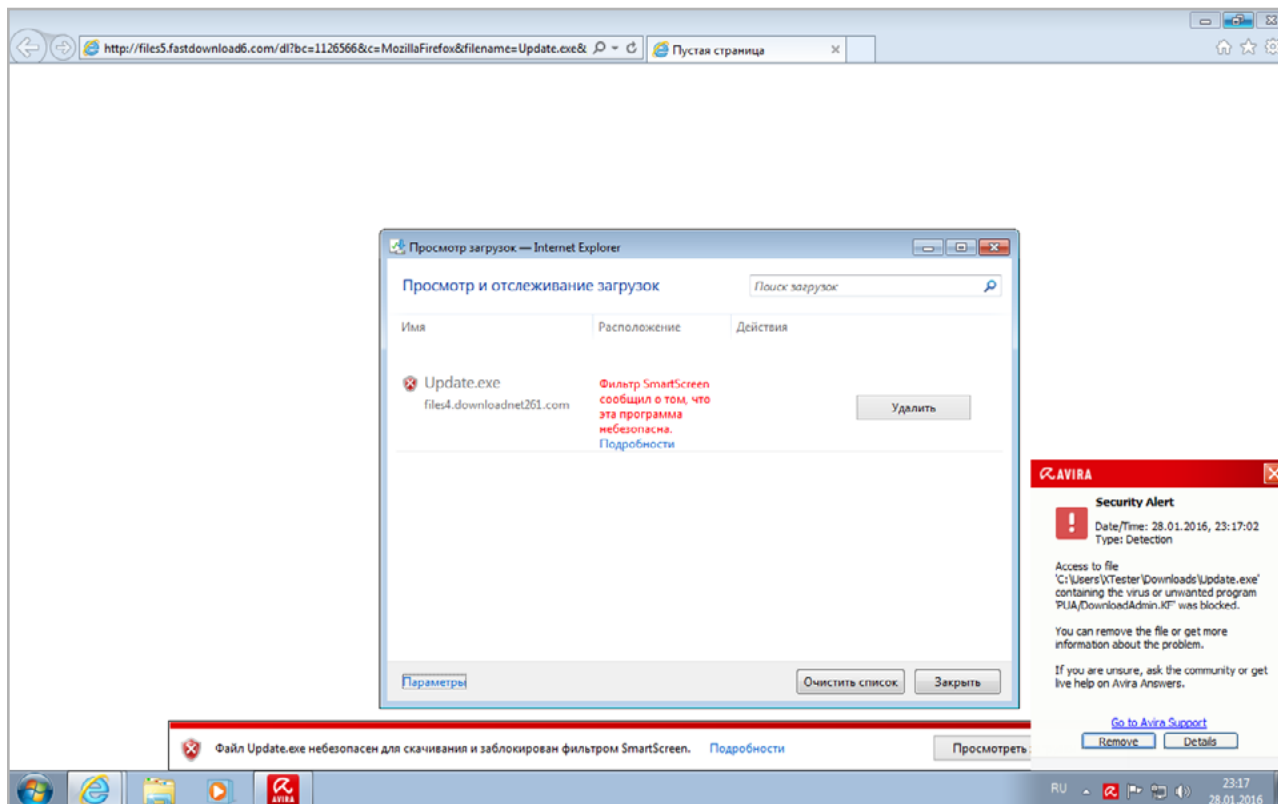 http://files5.fastdownload6.com/dl?bc=1126566&c=MozillaFirefox&filename=Update.exe&
Пустая страница
Просмотр загрузок — Internet Explorer
Просмотр и отслеживание загрузок
Поиск загрузок
Имя Расположение Действия
Update.exe
files4.downloadnet261.com
Фильтр SmartScreen
сообщил о том, что
эта программа
небезопасна.
Подробности
Удалить
Параметры
Очистить список
Закрыть
AVIRA
Security Alert
Date/Time: 28.01.2016, 23:17:02
Type: Detection
Access to file
'C:\Users\XTester\Downloads\Update.exe'
containing the virus or unwanted program
'PUA/DownloadAdmin.KF' was blocked.
You can remove the file or get more
information about the problem.
If you are unsure, ask the community or get
live help on Avira Answers.
Go to Avira Support
Remove Details
Файл Update.exe небезопасен для скачивания и заблокирован фильтром SmartScreen. Подробности
Просмотреть
AVIRA
RU
23:17
28.01.2016